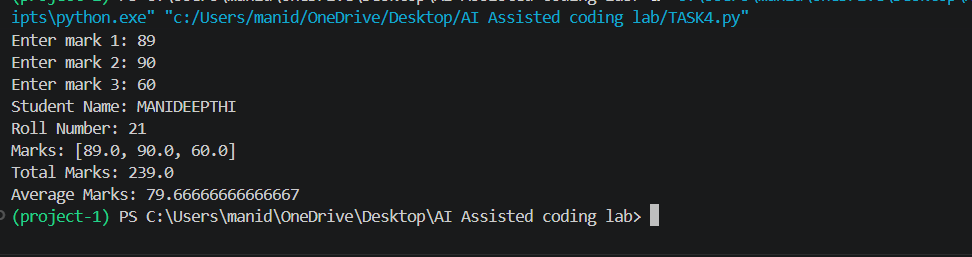 ipts\python.exe" "c:/Users/manid/OneDrive/Desktop/AI Assisted coding lab/TASK4.py"
Enter mark 1: 89
Enter mark 2: 90
Enter mark 3: 60
Student Name: MANIDEEPTHI
Roll Number: 21
Marks: [89.0, 90.0, 60.0]
Total Marks: 239.0
Average Marks: 79.66666666666667
(project-1) PS C:\Users\manid\OneDrive\Desktop\AI Assisted coding lab>